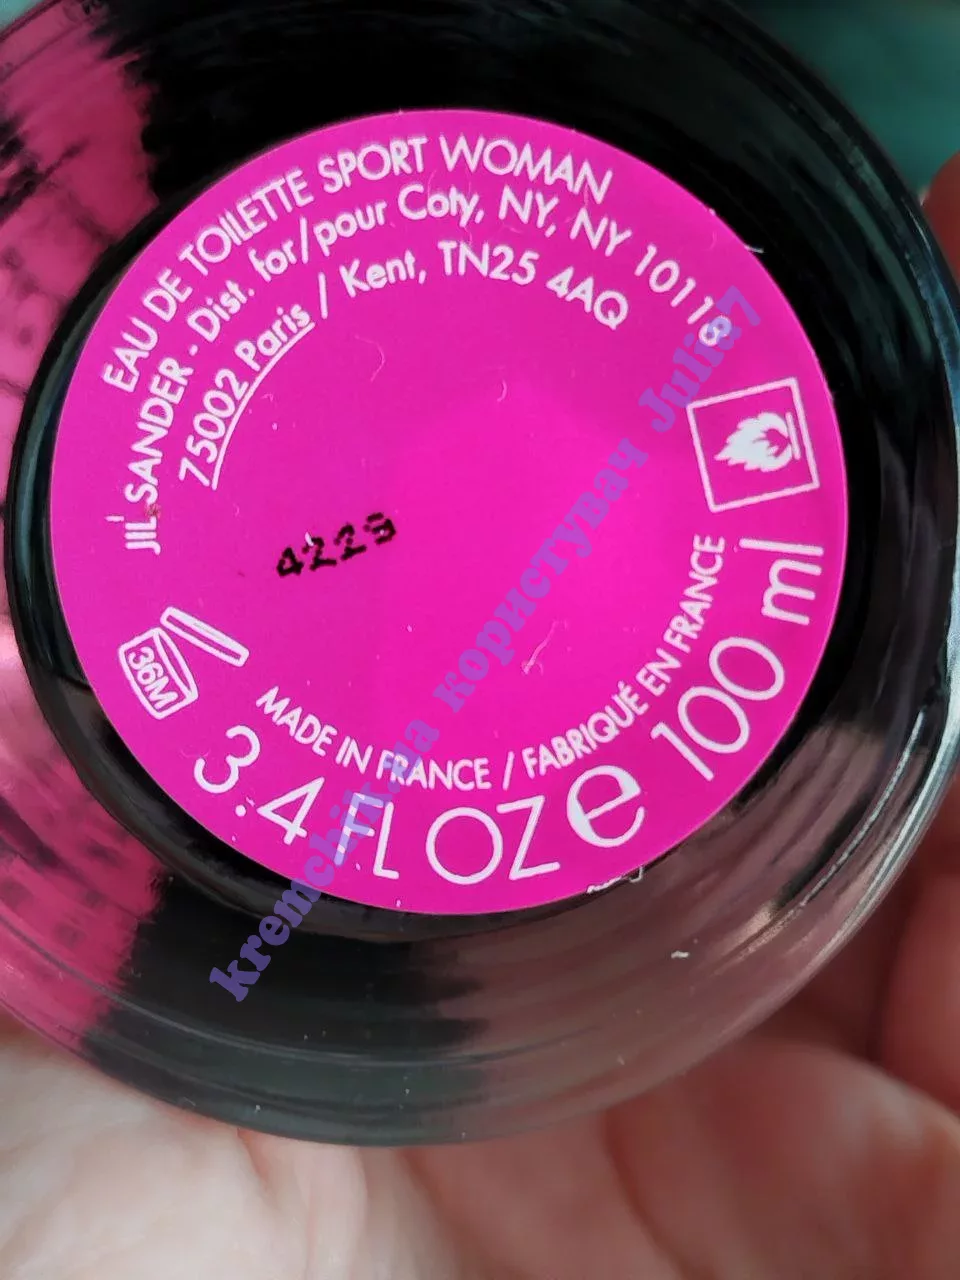 EAU DE TOILETTE SPORT WOMAN
JIL SANDER - Dist. for/pour Coty, NY, NY 10118
75002 Paris / Kent, TN25 4AQ
4229
36M
MADE IN FRANCE / FABRIQUÉ EN FRANCE
3.4 FL OZ e 100 ml
kremchik.ua користувач Julia7